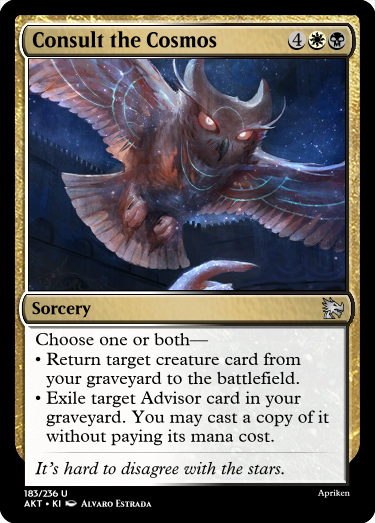 Consult the Cosmos 4
Sorcery
Choose one or both—
• Return target creature card from
your graveyard to the battlefield.
• Exile target Advisor card in your
graveyard. You may cast a copy of it
without paying its mana cost.
It's hard to disagree with the stars.
183/236 U
Apriken
AKT • KI Alvaro Estrada